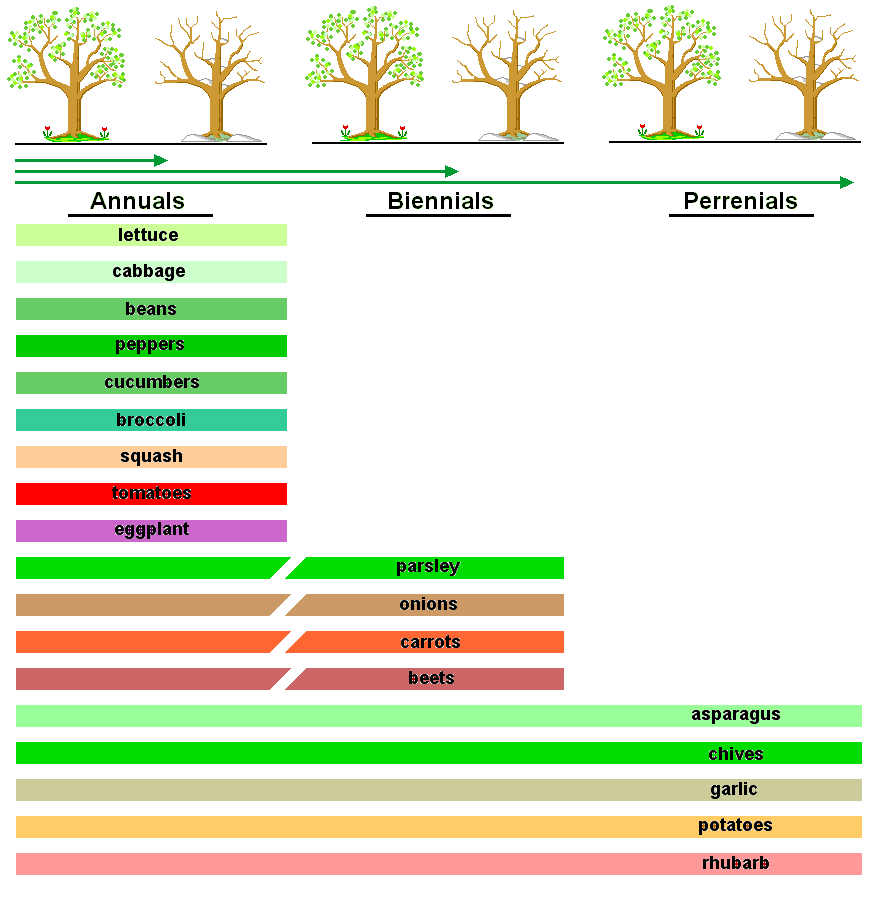 Annuals Biennials Perrenials
lettuce
cabbage
beans
peppers
cucumbers
broccoli
squash
tomatoes
eggplant
parsley
onions
carrots
beets
asparagus
chives
garlic
potatoes
rhubarb